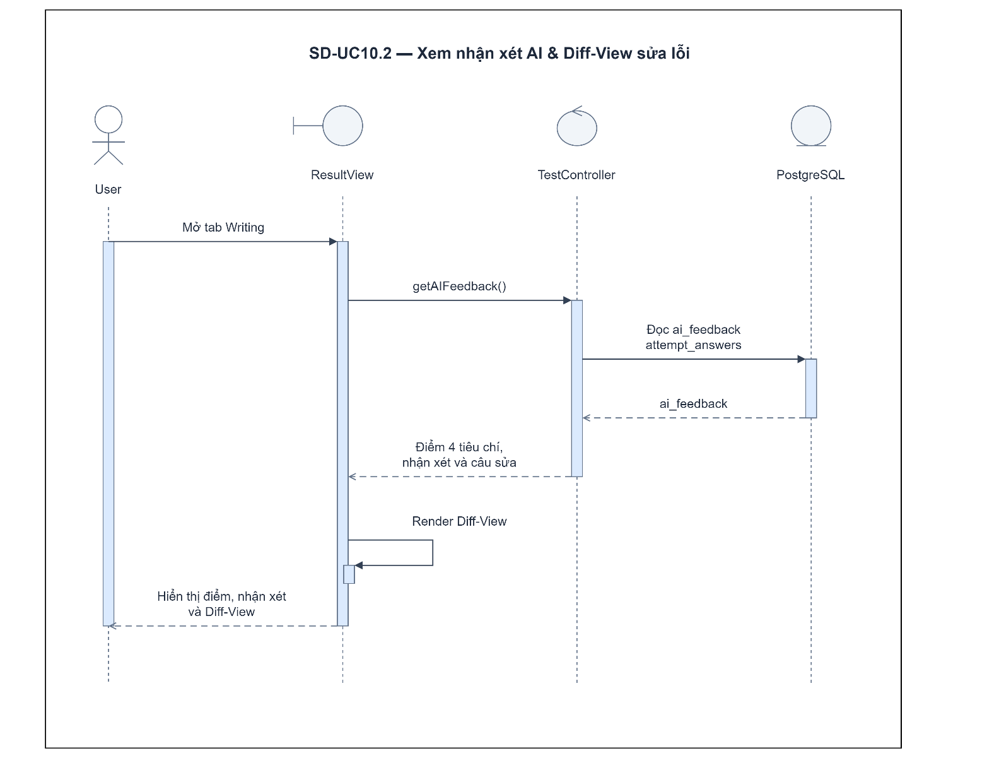 SD-UC10.2 — Xem nhận xét AI & Diff-View sửa lỗi
User
ResultView
TestController
PostgreSQL
Mở tab Writing
getAIFeedback()
Đọc ai_feedback
attempt_answers
ai_feedback
Điểm 4 tiêu chí,
nhận xét và câu sửa
Render Diff-View
Hiển thị điểm, nhận xét
và Diff-View